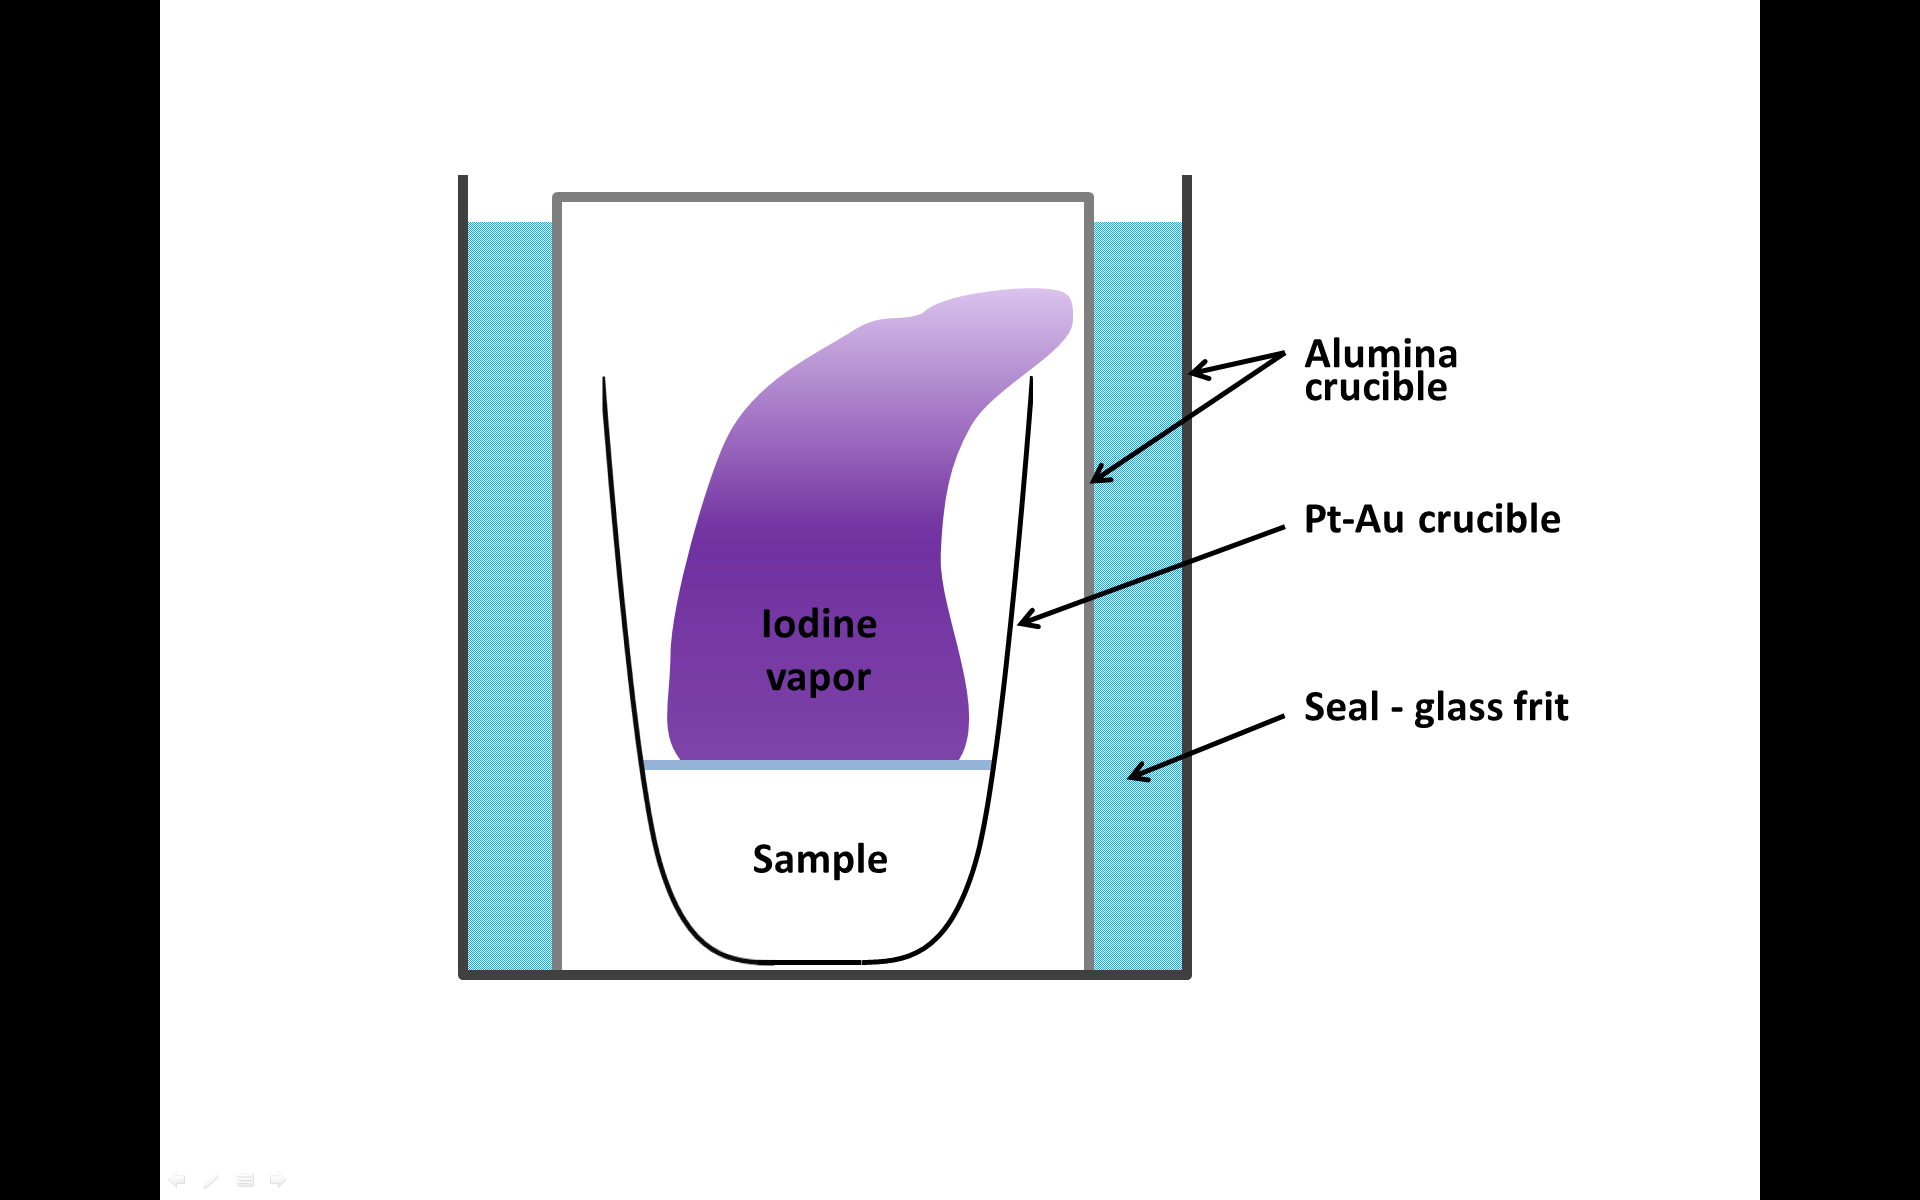 Alumina
crucible
Pt-Au crucible
Iodine
vapor
Seal - glass frit
Sample